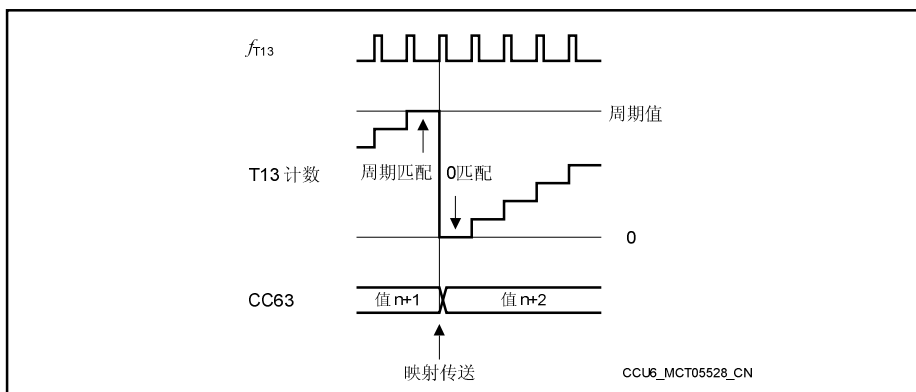 fT13
周期值
T13 计数
周期匹配
0匹配
0
CC63
值 n+1
值 n+2
映射传送
CCU6_MCT05528_CN